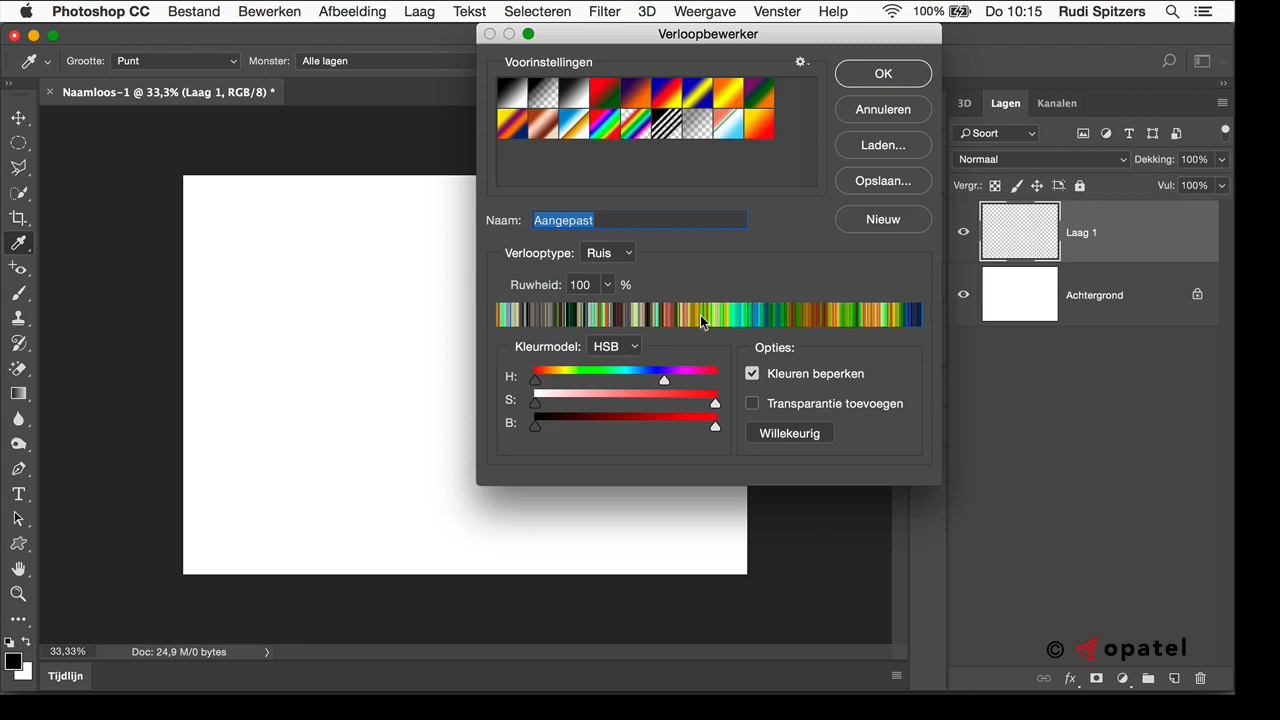 Photoshop CC Bestand Bewerken Afbeelding Laag Tekst Selecteren Filter 3D Weergave Venster Help 100% Do 10:15 Rudi Spitzers
Verloopbewerker
Grootte: Punt Monster: Alle lagen
Naamloos-1 @ 33,3% (Laag 1, RGB/8) *
Voorinstellingen
OK
Annuleren
Laden...
Opslaan...
Nieuw
Naam: Aangepast
Verlooptype: Ruis
Ruwheid: 100 %
Kleurmodel: HSB
H:
S:
B:
Opties:
Kleuren beperken
Transparantie toevoegen
Willekeurig
3D Lagen Kanalen
Soort
Normaal Dekking: 100%
Vergr.: Vul: 100%
Laag 1
Achtergrond
33,33% Doc: 24,9 M/0 bytes
Tijdlijn
© opatel
fx